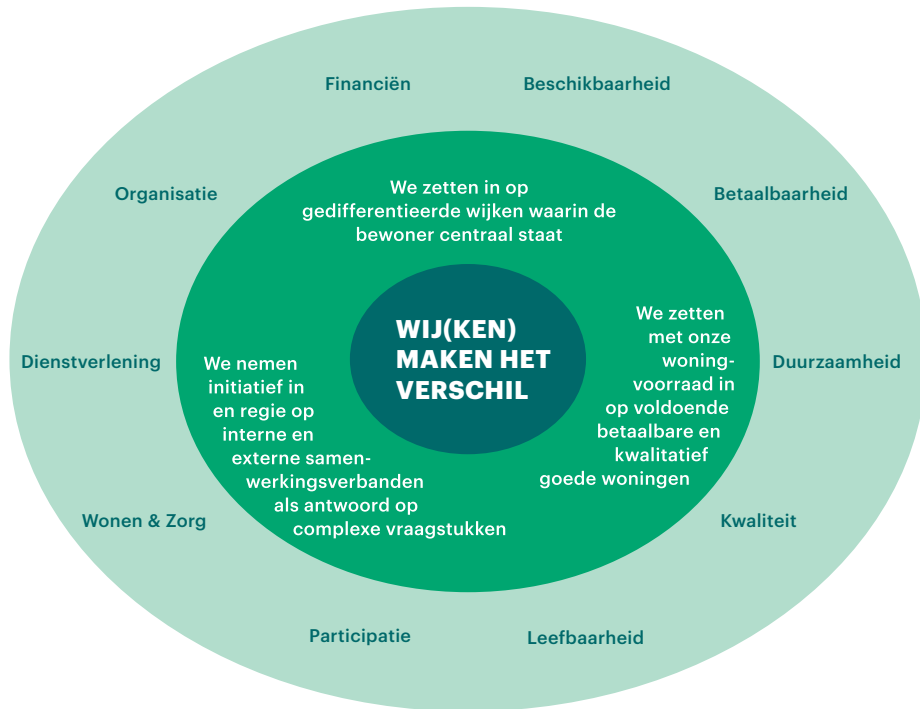 Financiën
Beschikbaarheid
Organisatie
Betaalbaarheid
We zetten in op
gedifferentieerde wijken waarin de
bewoner centraal staat
WIJ(KEN)
MAKEN HET
VERSCHIL
We zetten
met onze
woning-
voorraad in
op voldoende
betaalbare en
kwalitatief
goede woningen
Dienstverlening
We nemen
initiatief in
en regie op
interne en
externe samen-
werkingsverbanden
als antwoord op
complexe vraagstukken
Duurzaamheid
Wonen & Zorg
Kwaliteit
Participatie
Leefbaarheid